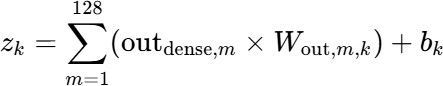 $z_k = \sum_{m=1}^{128} (\text{out}_{\text{dense},m} \times W_{\text{out},m,k}) + b_k$